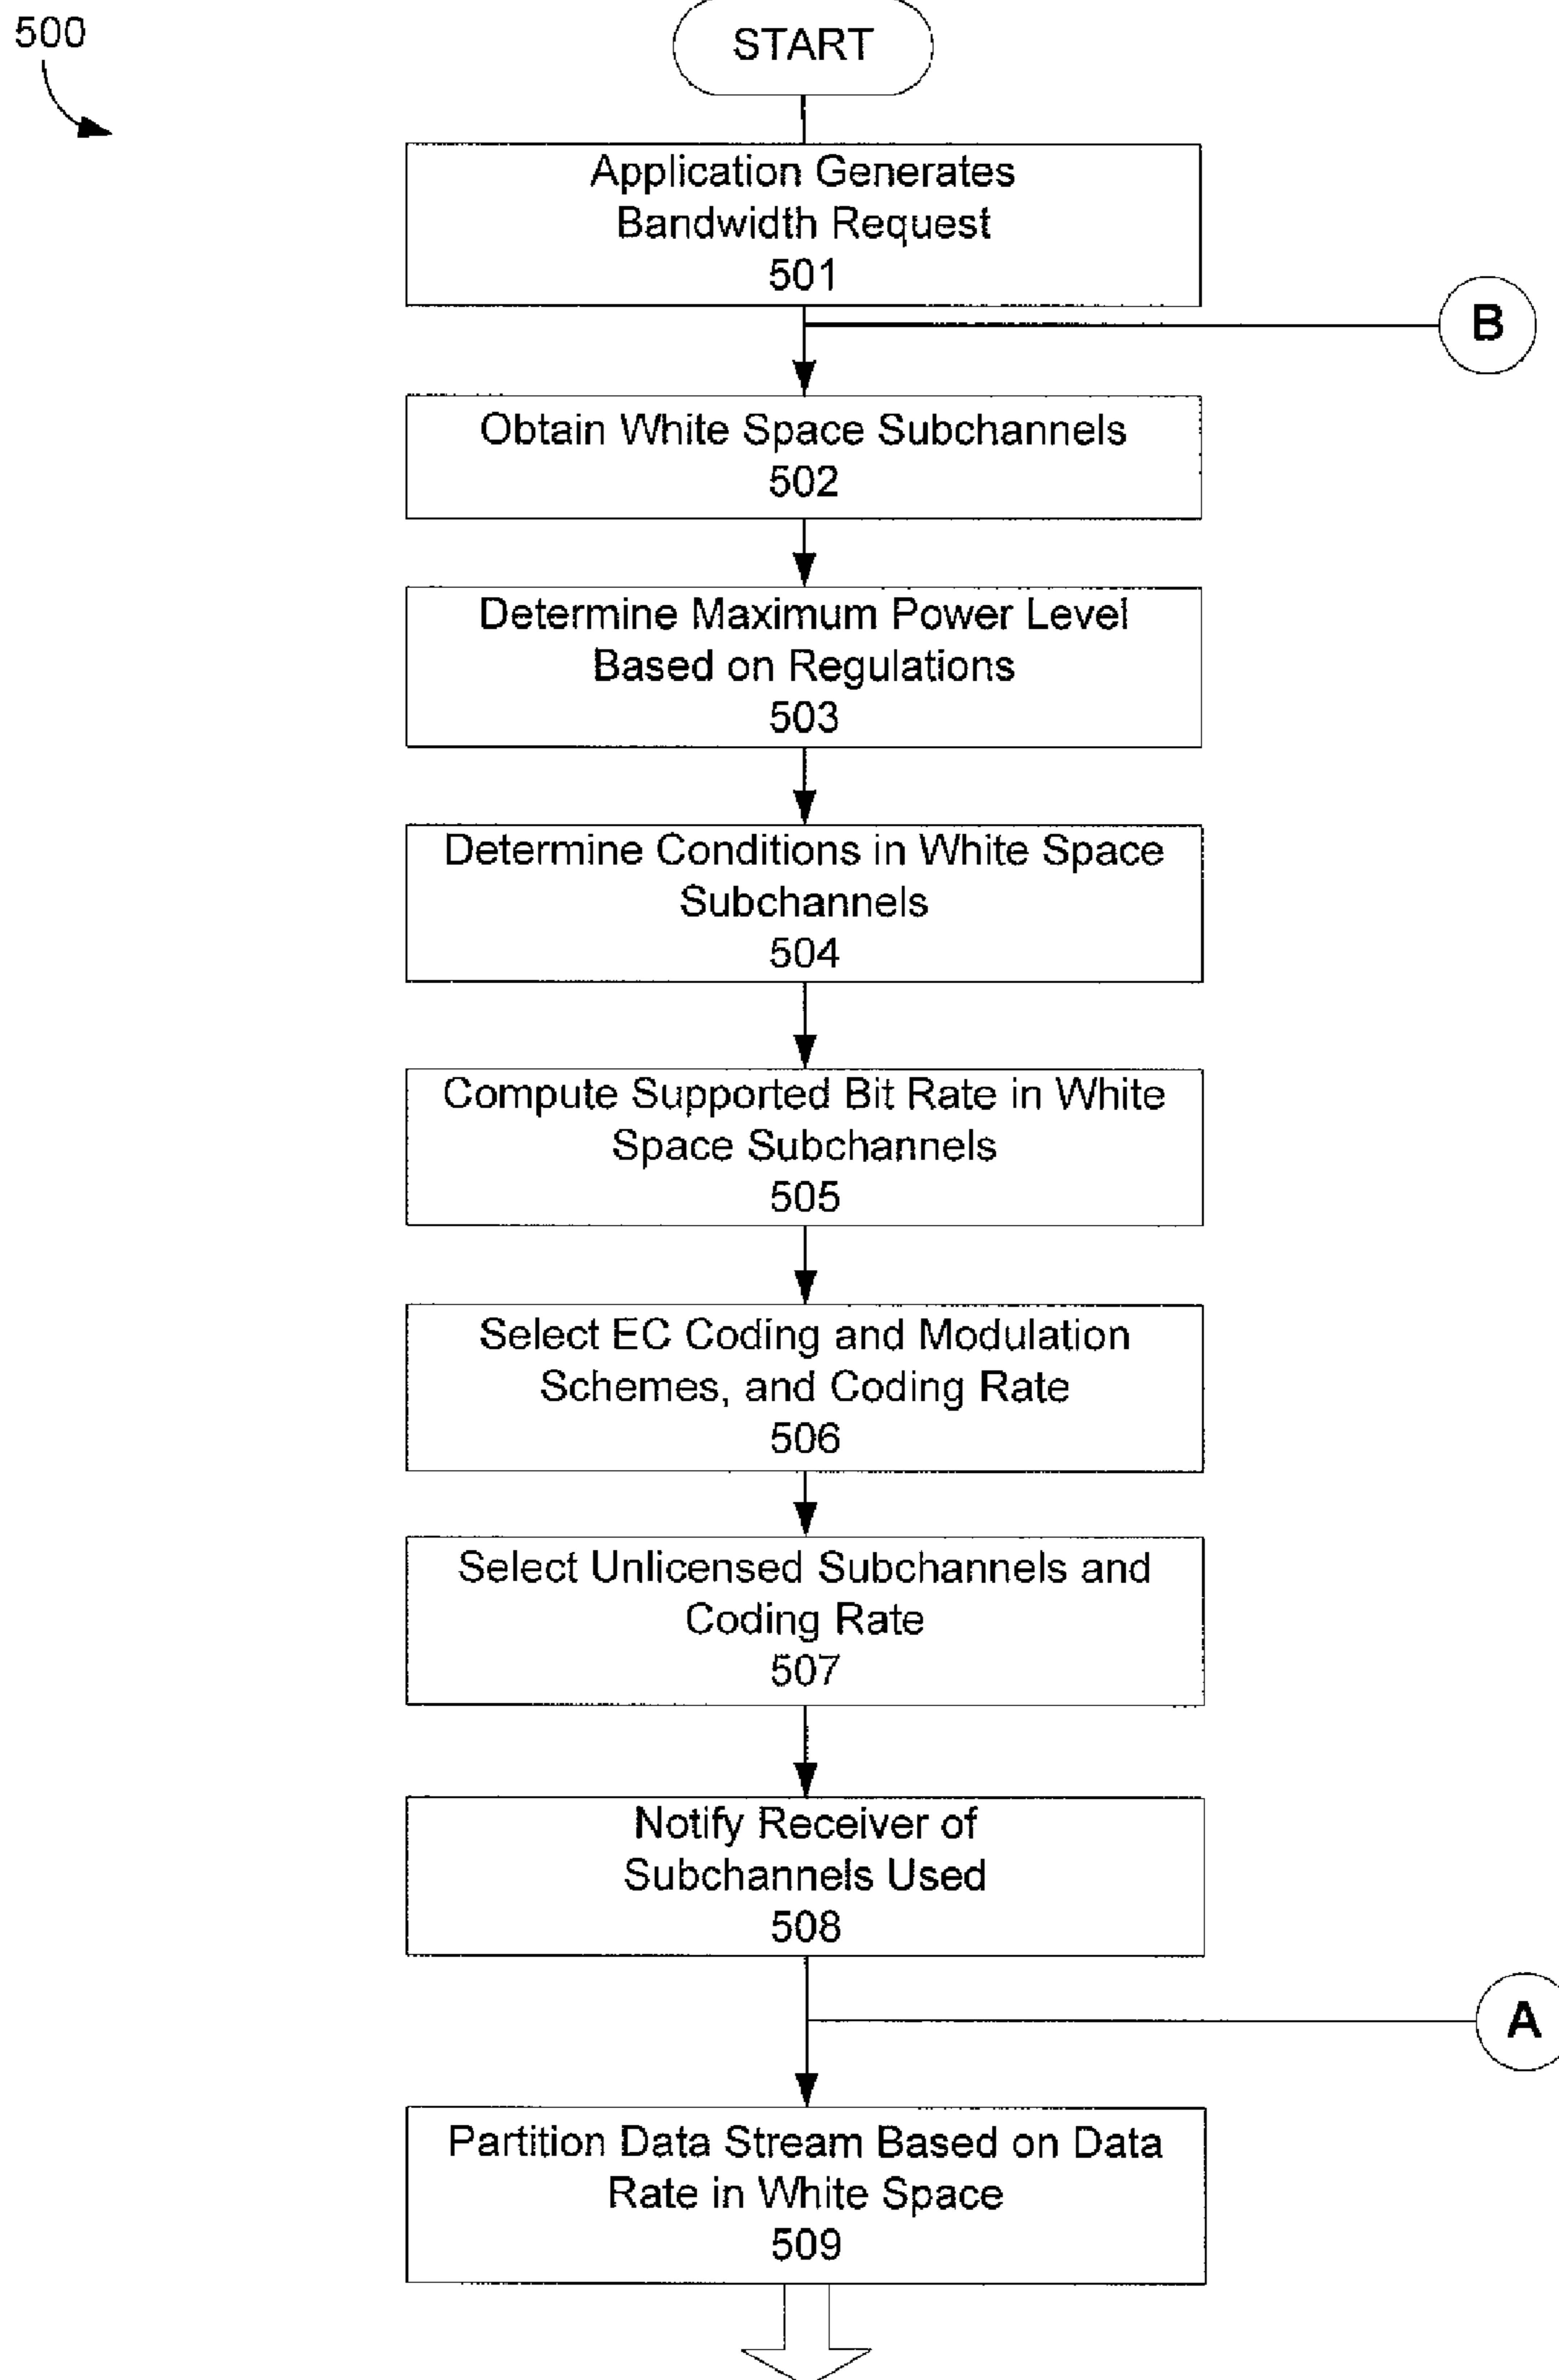 500
START
Application Generates
Bandwidth Request
501
B
Obtain White Space Subchannels
502
Determine Maximum Power Level
Based on Regulations
503
Determine Conditions in White Space
Subchannels
504
Compute Supported Bit Rate in White
Space Subchannels
505
Select EC Coding and Modulation
Schemes, and Coding Rate
506
Select Unlicensed Subchannels and
Coding Rate
507
Notify Receiver of
Subchannels Used
508
A
Partition Data Stream Based on Data
Rate in White Space
509